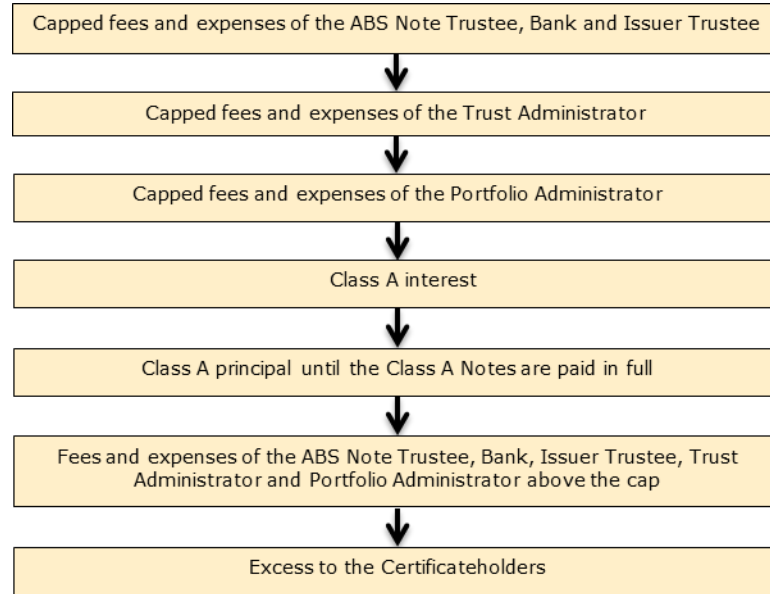 Capped fees and expenses of the ABS Note Trustee, Bank and Issuer Trustee
Capped fees and expenses of the Trust Administrator
Capped fees and expenses of the Portfolio Administrator
Class A interest
Class A principal until the Class A Notes are paid in full
Fees and expenses of the ABS Note Trustee, Bank, Issuer Trustee, Trust
Administrator and Portfolio Administrator above the cap
Excess to the Certificateholders